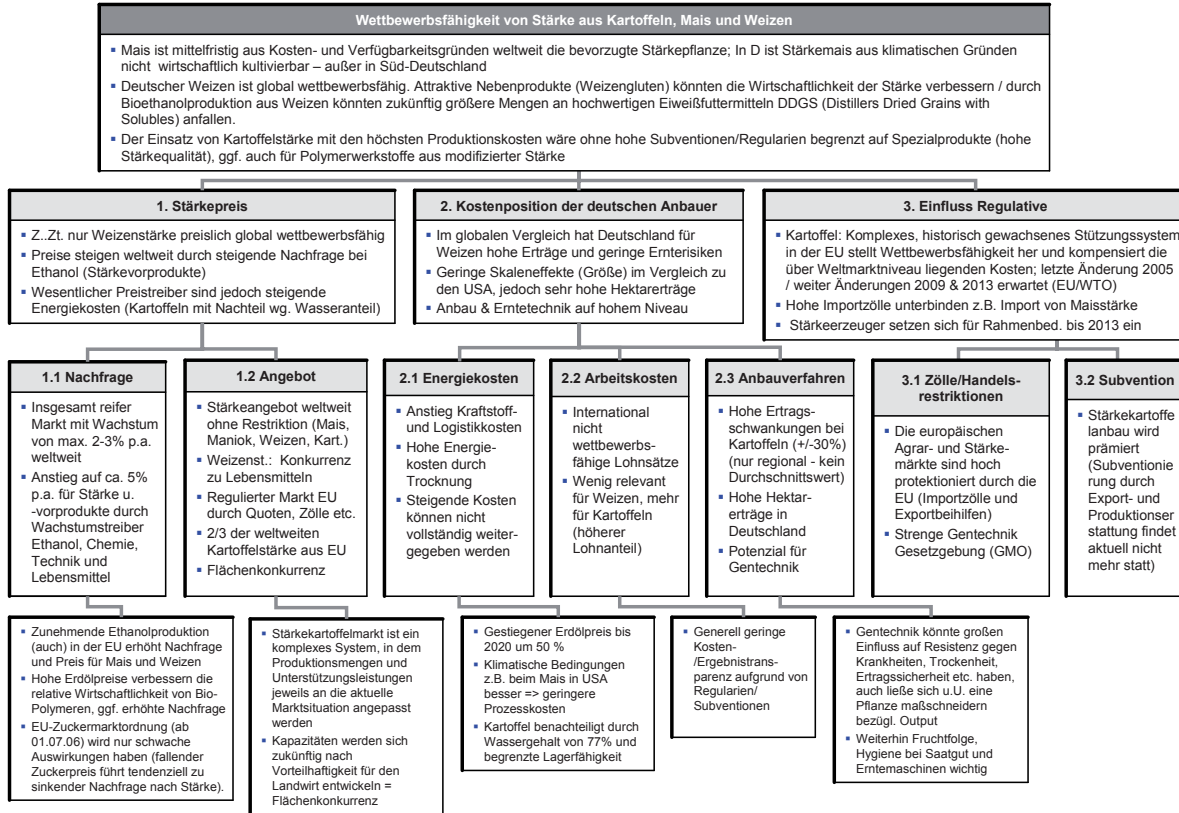 Wettbewerbsfähigkeit von Stärke aus Kartoffeln, Mais und Weizen
▪ Mais ist mittelfristig aus Kosten- und Verfügbarkeitsgründen weltweit die bevorzugte Stärkepflanze; In D ist Stärkemais aus klimatischen Gründen
nicht wirtschaftlich kultivierbar – außer in Süd-Deutschland
▪ Deutscher Weizen ist global wettbewerbsfähig. Attraktive Nebenprodukte (Weizengluten) könnten die Wirtschaftlichkeit der Stärke verbessern / durch
Bioethanolproduktion aus Weizen könnten zukünftig größere Mengen an hochwertigen Eiweißfuttermitteln DDGS (Distillers Dried Grains with
Solubles) anfallen.
▪ Der Einsatz von Kartoffelstärke mit den höchsten Produktionskosten wäre ohne hohe Subventionen/Regularien begrenzt auf Spezialprodukte (hohe
Stärkequalität), ggf. auch für Polymerwerkstoffe aus modifizierter Stärke
1. Stärkepreis
▪ Z..Zt. nur Weizenstärke preislich global wettbewerbsfähig
▪ Preise steigen weltweit durch steigende Nachfrage bei
Ethanol (Stärkevorprodukte)
▪ Wesentlicher Preistreiber sind jedoch steigende
Energiekosten (Kartoffeln mit Nachteil wg. Wasseranteil)
2. Kostenposition der deutschen Anbauer
▪ Im globalen Vergleich hat Deutschland für
Weizen hohe Erträge und geringe Ernterisiken
▪ Geringe Skaleneffekte (Größe) im Vergleich zu
den USA, jedoch sehr hohe Hektarerträge
▪ Anbau & Erntetechnik auf hohem Niveau
3. Einfluss Regulative
▪ Kartoffel: Komplexes, historisch gewachsenes Stützungssystem
in der EU stellt Wettbewerbsfähigkeit her und kompensiert die
über Weltmarktniveau liegenden Kosten; letzte Änderung 2005
/ weiter Änderungen 2009 & 2013 erwartet (EU/WTO)
▪ Hohe Importzölle unterbinden z.B. Import von Maisstärke
▪ Stärkeerzeuger setzen sich für Rahmenbed. bis 2013 ein
1.1 Nachfrage
▪ Insgesamt reifer
Markt mit Wachstum
von max. 2-3% p.a.
weltweit
▪ Anstieg auf ca. 5%
p.a. für Stärke u.
-vorprodukte durch
Wachstumstreiber
Ethanol, Chemie,
Technik und
Lebensmittel
1.2 Angebot
▪ Stärkeangebot weltweit
ohne Restriktion (Mais,
Maniok, Weizen, Kart.)
▪ Weizenst.: Konkurrenz
zu Lebensmitteln
▪ Regulierter Markt EU
durch Quoten, Zölle etc.
▪ 2/3 der weltweiten
Kartoffelstärke aus EU
▪ Flächenkonkurrenz
2.1 Energiekosten
▪ Anstieg Kraftstoff-
und Logistikkosten
▪ Hohe Energie-
kosten durch
Trocknung
▪ Steigende Kosten
können nicht
vollständig weiter-
gegeben werden
2.2 Arbeitskosten
▪ International
nicht
wettbewerbs-
fähige Lohnsätze
▪ Wenig relevant
für Weizen, mehr
für Kartoffeln
(höherer
Lohnanteil)
2.3 Anbauverfahren
▪ Hohe Ertrags-
schwankungen bei
Kartoffeln (+/-30%)
(nur regional - kein
Durchschnittswert)
▪ Hohe Hektar-
erträge in
Deutschland
▪ Potenzial für
Gentechnik
3.1 Zölle/Handels-
restriktionen
▪ Die europäischen
Agrar- und Stärke-
märkte sind hoch
protektioniert durch die
EU (Importzölle und
Exportbeihilfen)
▪ Strenge Gentechnik
Gesetzgebung (GMO)
3.2 Subvention
▪ Stärkekartoffe
lanbau wird
prämiert
(Subventionie
rung durch
Export- und
Produktionser
stattung findet
aktuell nicht
mehr statt)
▪ Zunehmende Ethanolproduktion
(auch) in der EU erhöht Nachfrage
und Preis für Mais und Weizen
▪ Hohe Erdölpreise verbessern die
relative Wirtschaftlichkeit von Bio-
Polymeren, ggf. erhöhte Nachfrage
▪ EU-Zuckermarktordnung (ab
01.07.06) wird nur schwache
Auswirkungen haben (fallender
Zuckerpreis führt tendenziell zu
sinkender Nachfrage nach Stärke).
▪ Stärkekartoffelmarkt ist ein
komplexes System, in dem
Produktionsmengen und
Unterstützungsleistungen
jeweils an die aktuelle
Marktsituation angepasst
werden
▪ Kapazitäten werden sich
zukünftig nach
Vorteilhaftigkeit für den
Landwirt entwickeln =
Flächenkonkurrenz
▪ Gestiegener Erdölpreis bis
2020 um 50 %
▪ Klimatische Bedingungen
z.B. beim Mais in USA
besser => geringere
Prozesskosten
▪ Kartoffel benachteiligt durch
Wassergehalt von 77% und
begrenzte Lagerfähigkeit
▪ Generell geringe
Kosten-
/Ergebnistrans-
parenz aufgrund von
Regularien/
Subventionen
▪ Gentechnik könnte großen
Einfluss auf Resistenz gegen
Krankheiten, Trockenheit,
Ertragssicherheit etc. haben,
auch ließe sich u.U. eine
Pflanze maßschneidern
bezügl. Output
▪ Weiterhin Fruchtfolge,
Hygiene bei Saatgut und
Erntemaschinen wichtig